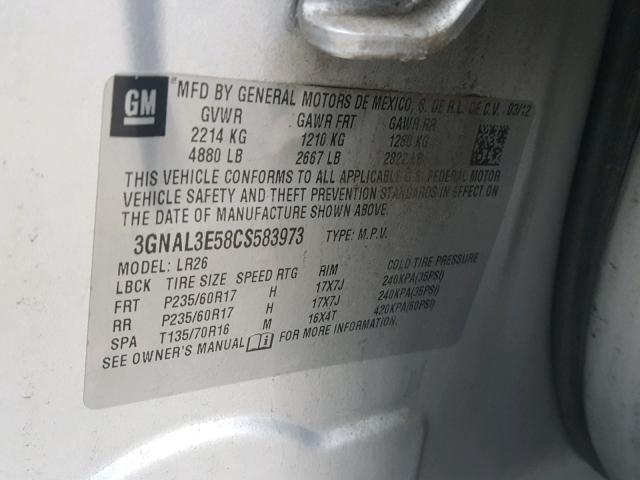 GM
MFD BY GENERAL MOTORS DE MEXICO, S. DE R.L. DE C.V. 03/12
GVWR GAWR FRT GAWR RR
2214 KG 1210 KG 1280 KG
4880 LB 2667 LB 2822 LB
THIS VEHICLE CONFORMS TO ALL APPLICABLE U.S. FEDERAL MOTOR
VEHICLE SAFETY AND THEFT PREVENTION STANDARDS IN EFFECT ON
THE DATE OF MANUFACTURE SHOWN ABOVE.
3GNAL3E58CS583973 TYPE: M.P.V.
MODEL: LR26
LBCK TIRE SIZE SPEED RTG RIM COLD TIRE PRESSURE
FRT P235/60R17 H 17X7J 240KPA(35PSI)
RR P235/60R17 H 17X7J 240KPA(35PSI)
SPA T135/70R16 M 16X4T 420KPA(60PSI)
SEE OWNER'S MANUAL FOR MORE INFORMATION.